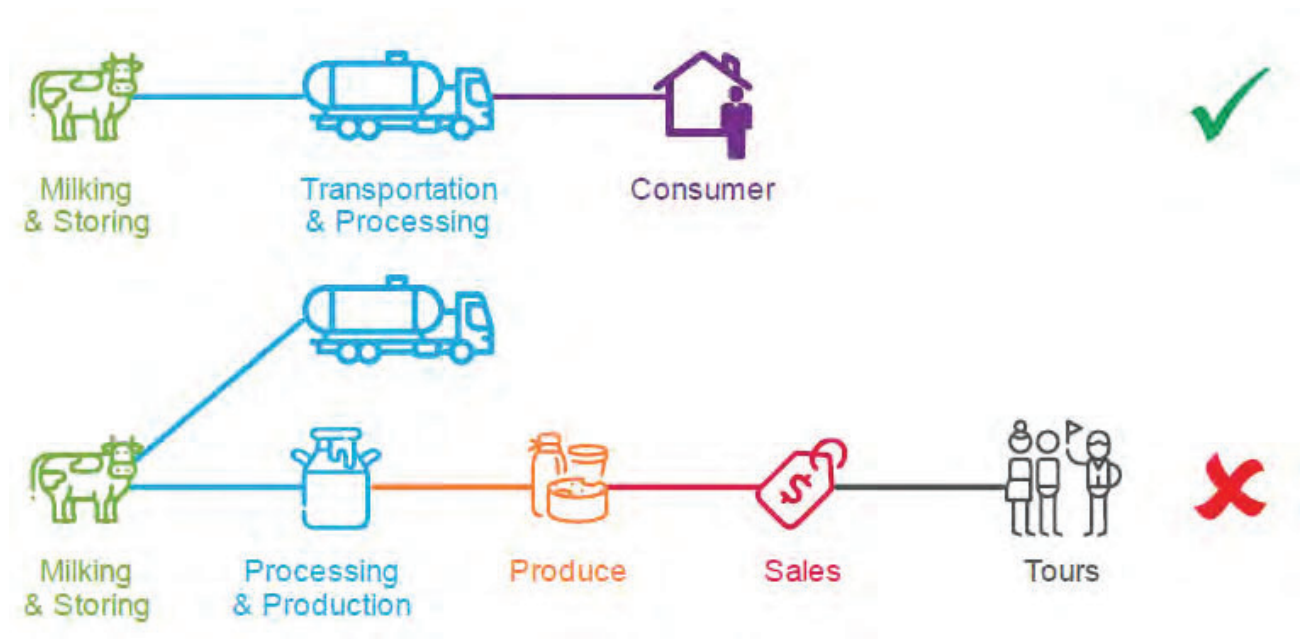 Milking
& Storing
Transportation
& Processing
Consumer
Milking
& Storing
Processing
& Production
Produce
$
Sales
Tours